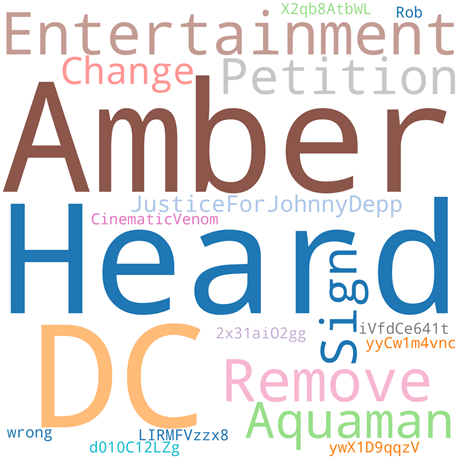 X2qb8AtbWL
Rob
Entertainment
Change
Petition
Amber
JusticeForJohnnyDepp
CinematicVenom
Heard
Sign
DC
2x31aiO2gg
iVfdCe641t
yyCw1m4vnc
Remove
Aquaman
wrong
LIRMFVzzx8
d010C12LZg
ywX1D9qqzV